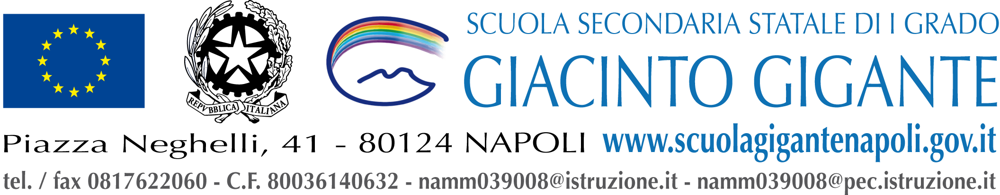 REPVBBLICA ITALIANA
SCUOLA SECONDARIA STATALE DI I GRADO
GIACINTO GIGANTE
Piazza Neghelli, 41 - 80124 NAPOLI www.scuolagigantenapoli.gov.it
tel. / fax 0817622060 - C.F. 80036140632 - namm039008@istruzione.it - namm039008@pec.istruzione.it